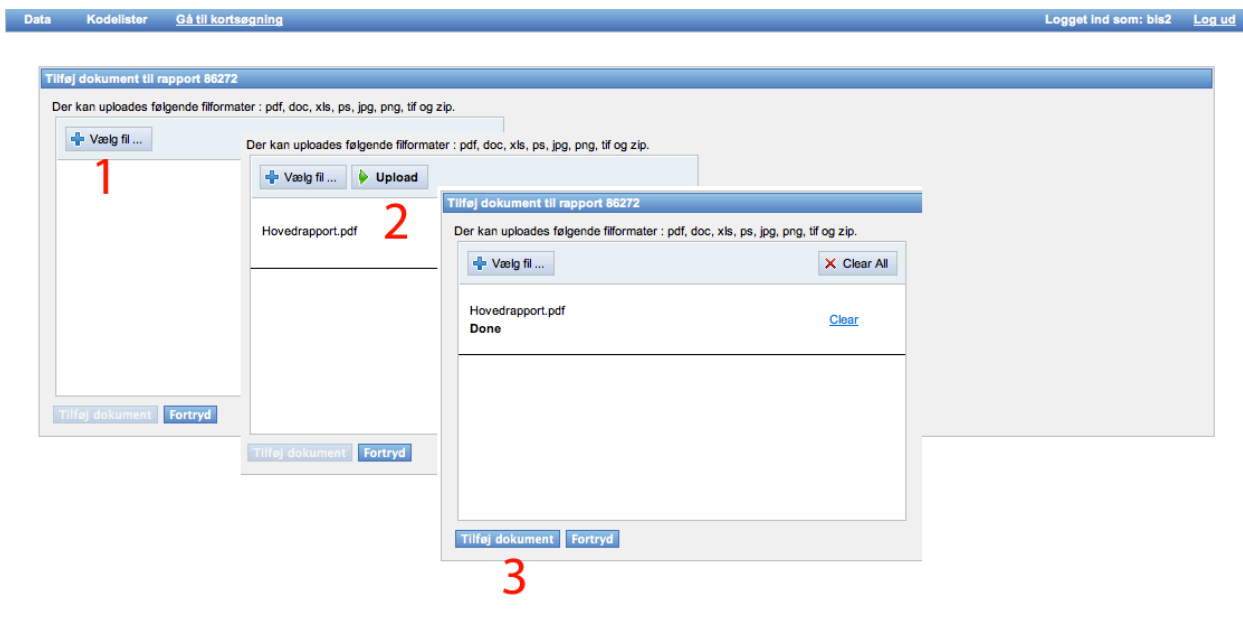 Data Kodelister Gå til kortsøgning Logget ind som: bls2 Log ud
Tilføj dokument til rapport 86272
Der kan uploades følgende filformater : pdf, doc, xls, ps, jpg, png, tif og zip.
Vælg fil ...
1
Tilføj dokument Fortryd
Der kan uploades følgende filformater : pdf, doc, xls, ps, jpg, png, tif og zip.
Vælg fil ... Upload
2
Hovedrapport.pdf
Tilføj dokument Fortryd
Tilføj dokument til rapport 86272
Der kan uploades følgende filformater : pdf, doc, xls, ps, jpg, png, tif og zip.
Vælg fil ... Clear All
Hovedrapport.pdf
Done Clear
Tilføj dokument Fortryd
3